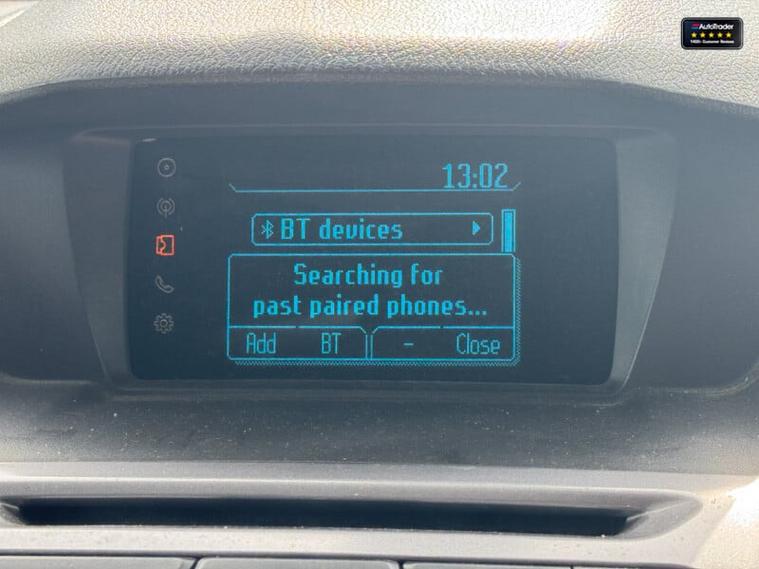 AutoTrader
13:02
BT devices
Searching for
past paired phones...
Add BT - Close